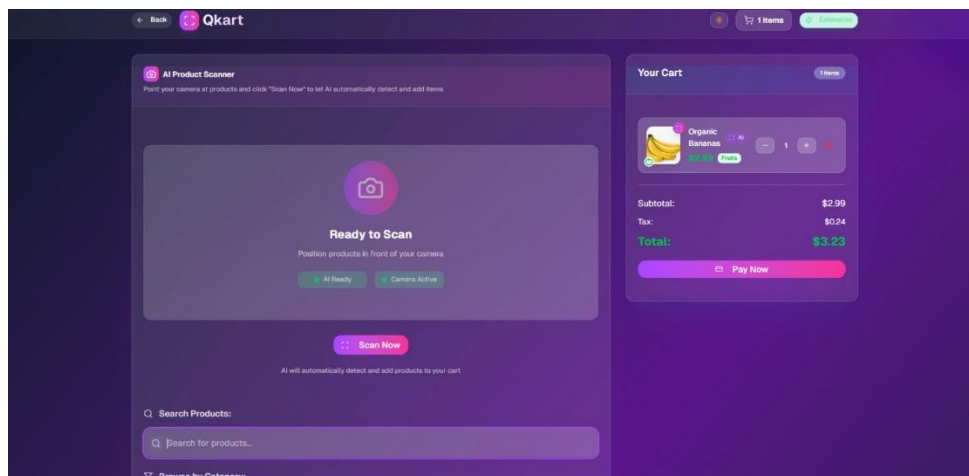 Back
Qkart
1 Items
Enterprise
AI Product Scanner
Point your camera at products and click "Scan Now" to let AI automatically detect and add items
Ready to Scan
Position products in front of your camera
AI Ready
Camera Active
Scan Now
AI will automatically detect and add products to your cart
Search Products:
Search for products...
Browse by Category:
Your Cart
1 Items
Organic
Bananas
AI
$2.99
Fruits
1
Subtotal: $2.99
Tax: $0.24
Total: $3.23
Pay Now